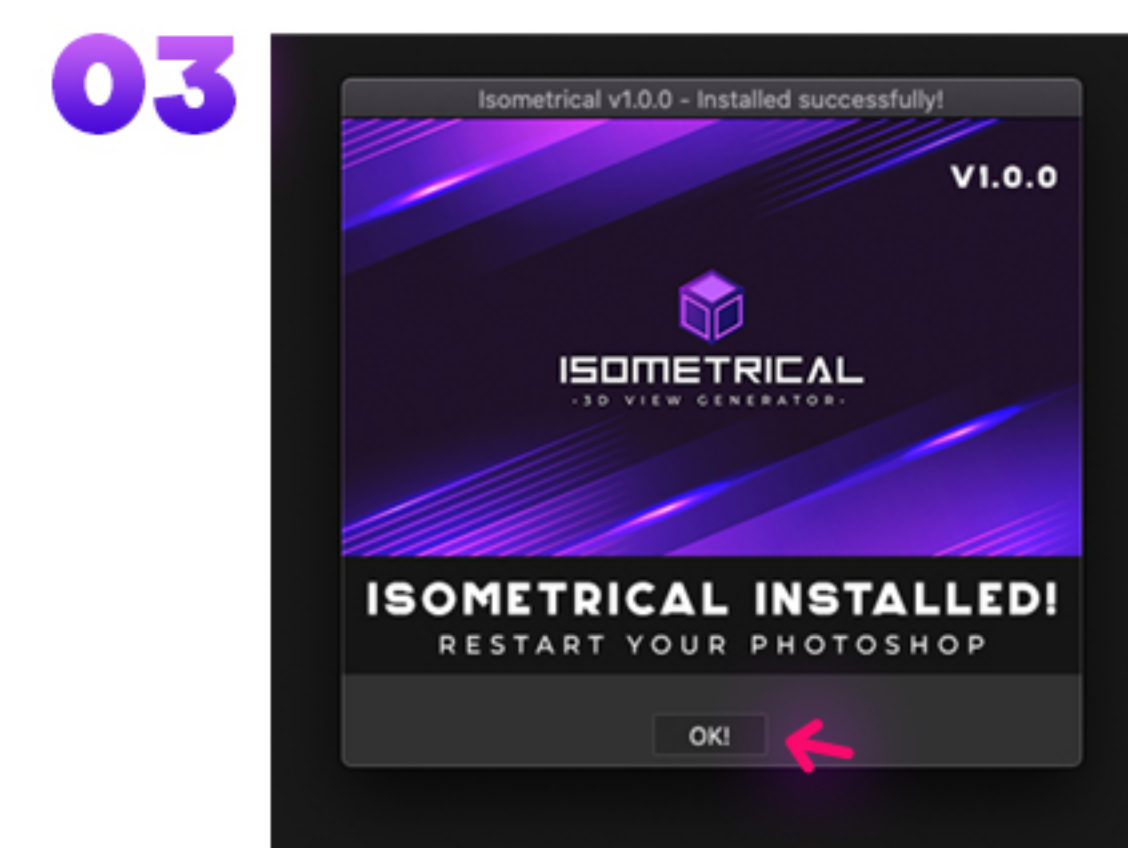 03
Isometrical v1.0.0 - Installed successfully!
V1.0.0
ISOMETRICAL
-3D VIEW GENERATOR-
ISOMETRICAL INSTALLED!
RESTART YOUR PHOTOSHOP
OK!